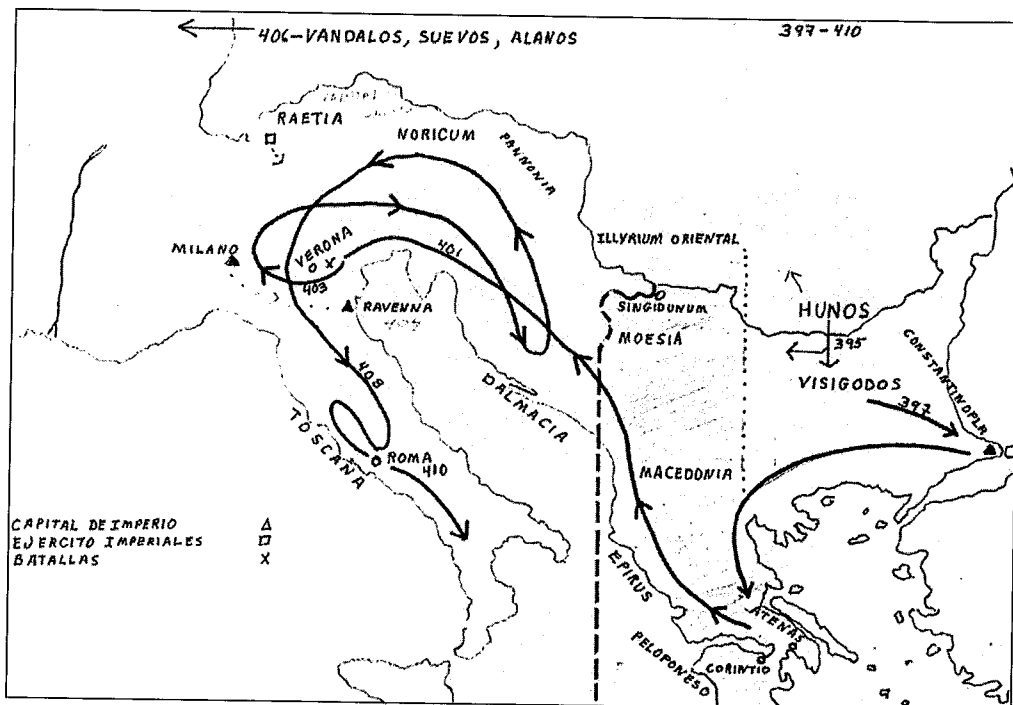 406-VANDALOS, SUEVOS, ALANOS
397-410
RAETIA
NORICUM
PANNONIA
MILANO
VERONA
403
401
ILLYRIUM ORIENTAL
SINGIDUNUM
MOESIA
HUNOS
395
VISIGODOS
397
CONSTANTINOPLA
RAVENNA
408
DALMACIA
TOSCAÑA
ROMA
410
MACEDONIA
EPIRUS
ATENAS
PELOPONESO
CORINTIO
CAPITAL DE IMPERIO
EJERCITO IMPERIALES
BATALLAS X